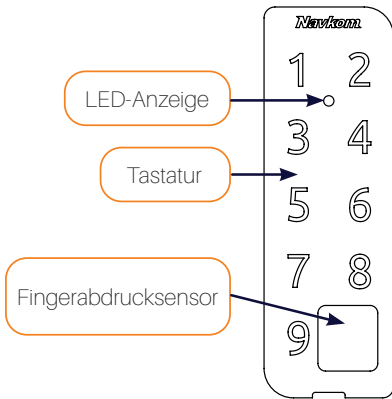 Navkom
1 2
LED-Anzeige
3 4
Tastatur
5 6
7 8
Fingerabdrucksensor
9